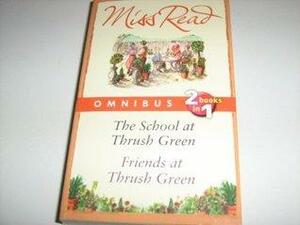 Miss Read
OMNIBUS 2 books in 1
The School at
Thrush Green
Friends at
Thrush Green